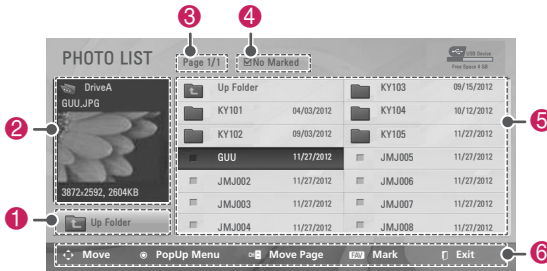 3 4
PHOTO LIST Page 1/1 ☑No Marked USB Device
Free Space 4 GB
DriveA
GUU.JPG
3872x2592, 2604KB
Up Folder
Up Folder KY103 09/15/2012
KY101 04/03/2012 KY104 10/12/2012
KY102 09/03/2012 KY105 11/27/2012
GUU 11/27/2012 JMJ005 11/27/2012
JMJ002 11/27/2012 JMJ006 11/27/2012
JMJ003 11/27/2012 JMJ007 11/27/2012
JMJ004 11/27/2012 JMJ008 11/27/2012
2
5
1
Move PopUp Menu Move Page FAV Mark Exit 6